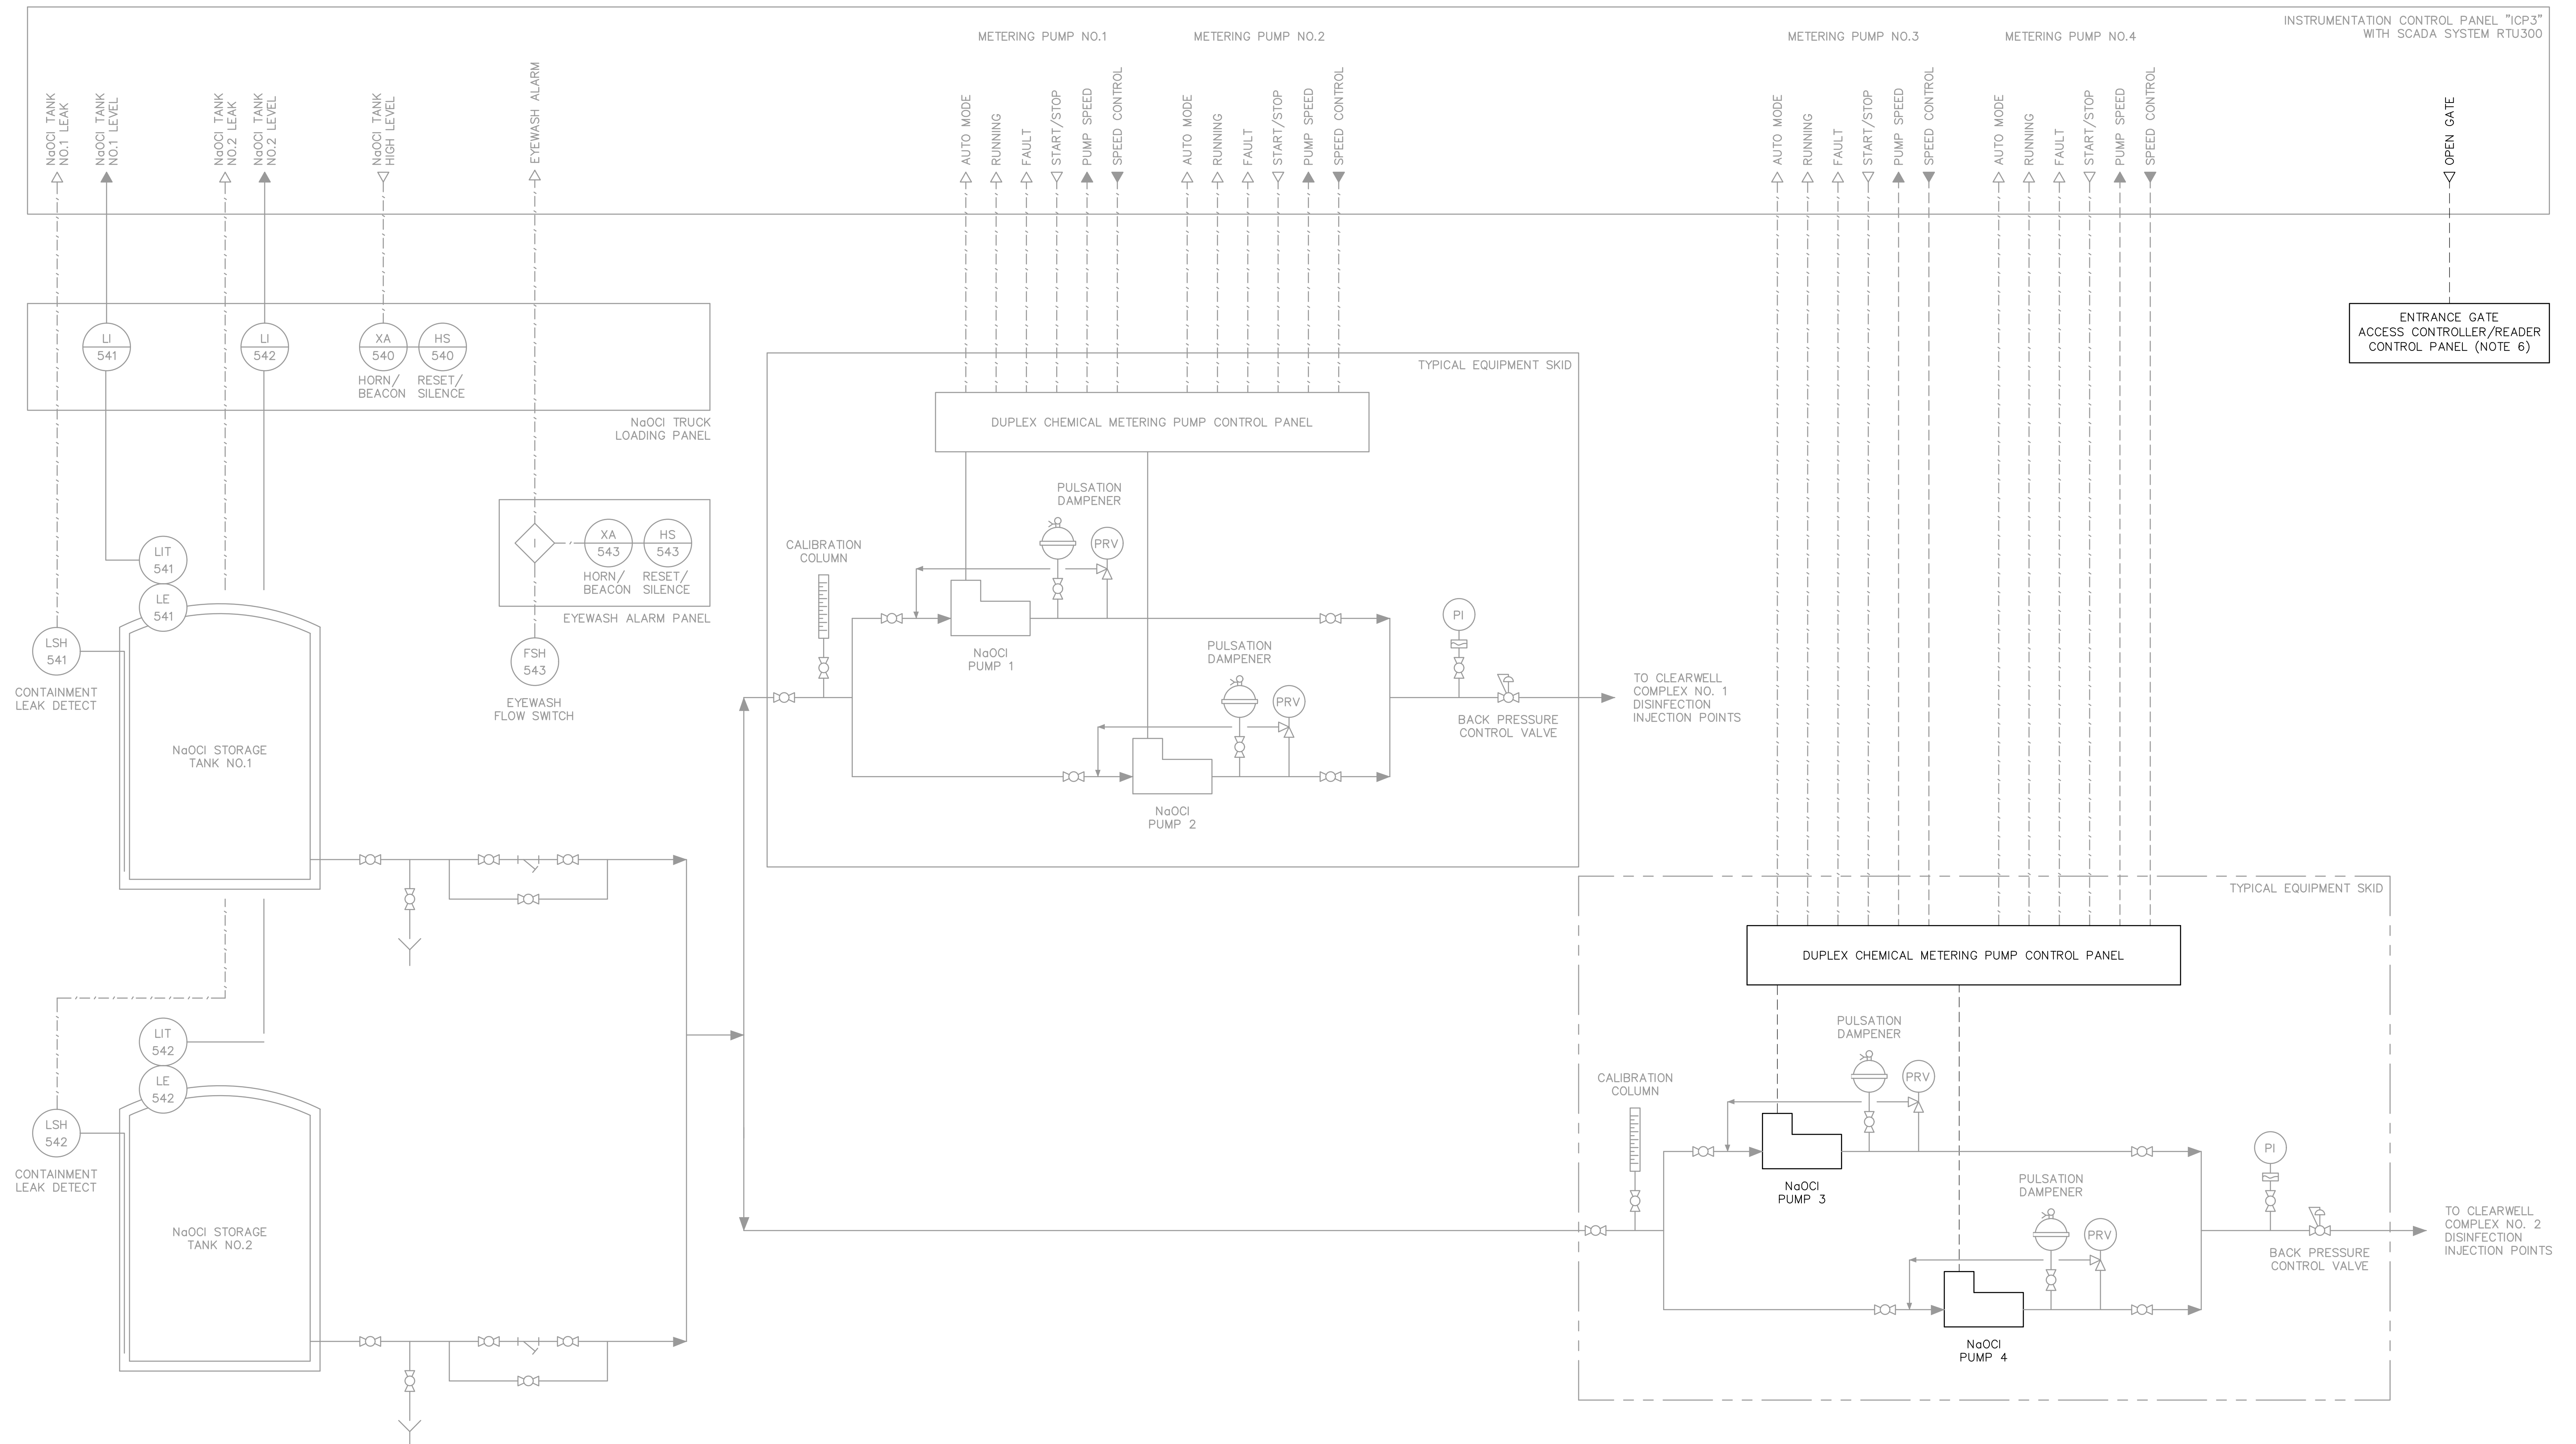 INSTRUMENTATION CONTROL PANEL "ICP3"
WITH SCADA SYSTEM RTU300
METERING PUMP NO.1
METERING PUMP NO.2
METERING PUMP NO.3
METERING PUMP NO.4
NaOCl TANK
NO.1 LEAK
NaOCl TANK
NO.1 LEVEL
NaOCl TANK
NO.2 LEAK
NaOCl TANK
NO.2 LEVEL
NaOCl TANK
HIGH LEVEL
EYEWASH ALARM
AUTO MODE
RUNNING
FAULT
START/STOP
PUMP SPEED
SPEED CONTROL
AUTO MODE
RUNNING
FAULT
START/STOP
PUMP SPEED
SPEED CONTROL
AUTO MODE
RUNNING
FAULT
START/STOP
PUMP SPEED
SPEED CONTROL
AUTO MODE
RUNNING
FAULT
START/STOP
PUMP SPEED
SPEED CONTROL
OPEN GATE
ENTRANCE GATE
ACCESS CONTROLLER/READER
CONTROL PANEL (NOTE 6)
LI
541
LI
542
XA
540
HORN/
BEACON
HS
540
RESET/
SILENCE
NaOCl TRUCK
LOADING PANEL
I
XA
543
HORN/
BEACON
HS
543
RESET/
SILENCE
EYEWASH ALARM PANEL
FSH
543
EYEWASH
FLOW SWITCH
LIT
541
LE
541
LSH
541
CONTAINMENT
LEAK DETECT
NaOCl STORAGE
TANK NO.1
LIT
542
LE
542
LSH
542
CONTAINMENT
LEAK DETECT
NaOCl STORAGE
TANK NO.2
TYPICAL EQUIPMENT SKID
DUPLEX CHEMICAL METERING PUMP CONTROL PANEL
CALIBRATION
COLUMN
PULSATION
DAMPENER
PRV
NaOCl
PUMP 1
PULSATION
DAMPENER
PRV
NaOCl
PUMP 2
PI
BACK PRESSURE
CONTROL VALVE
TO CLEARWELL
COMPLEX NO. 1
DISINFECTION
INJECTION POINTS
TYPICAL EQUIPMENT SKID
DUPLEX CHEMICAL METERING PUMP CONTROL PANEL
CALIBRATION
COLUMN
PULSATION
DAMPENER
PRV
NaOCl
PUMP 3
PULSATION
DAMPENER
PRV
NaOCl
PUMP 4
PI
BACK PRESSURE
CONTROL VALVE
TO CLEARWELL
COMPLEX NO. 2
DISINFECTION
INJECTION POINTS